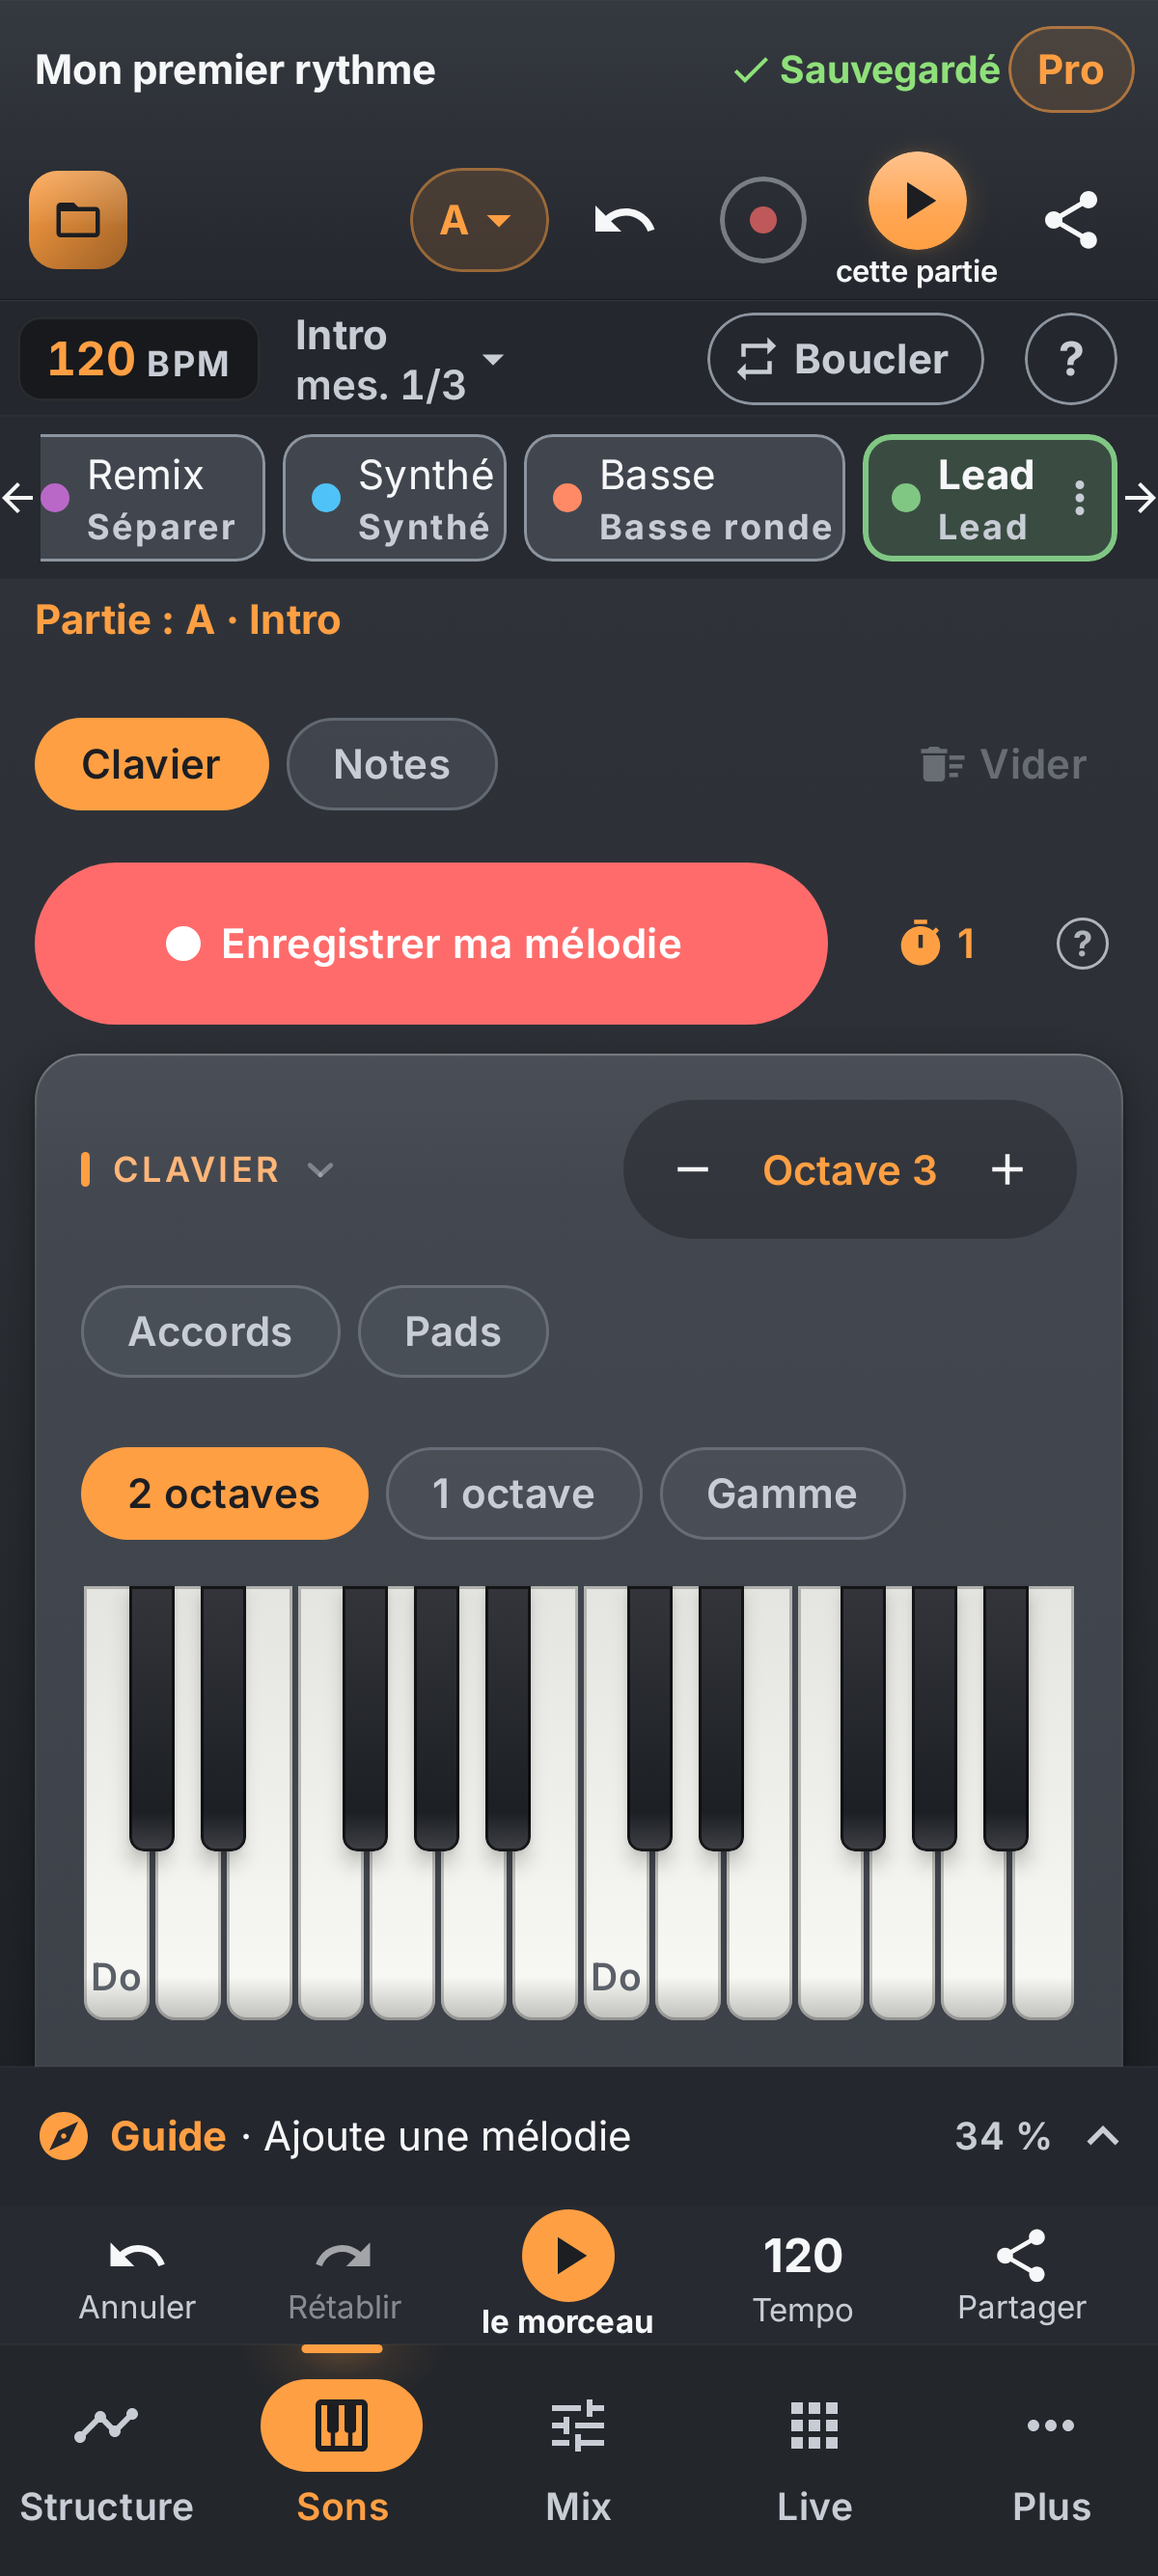 Mon premier rythme
Sauvegardé
Pro
A
cette partie
120 BPM
Intro
mes. 1/3
Boucler
?
Remix
Séparer
Synthé
Synthé
Basse
Basse ronde
Lead
Lead
Partie : A · Intro
Clavier
Notes
Vider
Enregistrer ma mélodie
1
?
CLAVIER
Octave 3
Accords
Pads
2 octaves
1 octave
Gamme
Do
Do
Guide · Ajoute une mélodie
34 %
Annuler
Rétablir
le morceau
120
Tempo
Partager
Structure
Sons
Mix
Live
Plus